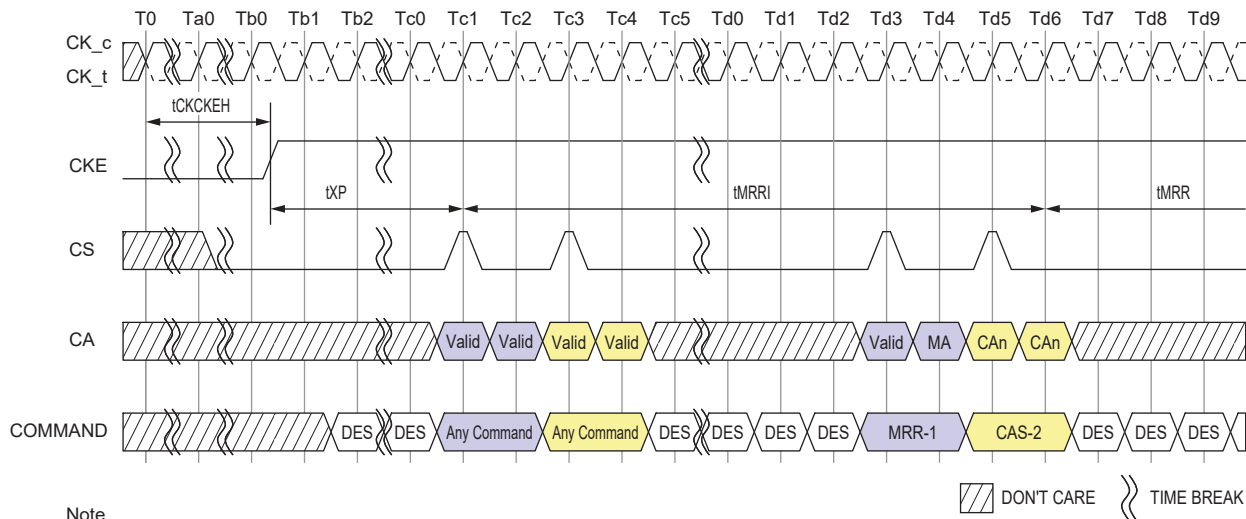 T0 Ta0 Tb0 Tb1 Tb2 Tc0 Tc1 Tc2 Tc3 Tc4 Tc5 Td0 Td1 Td2 Td3 Td4 Td5 Td6 Td7 Td8 Td9
CK_c
CK_t
tCKCKEH
CKE
tXP tMRRI tMRR
CS
CA Valid Valid Valid Valid Valid MA CAn CAn
COMMAND DES DES Any Command Any Command DES DES DES DES MRR-1 CAS-2 DES DES DES
DON'T CARE TIME BREAK
Note